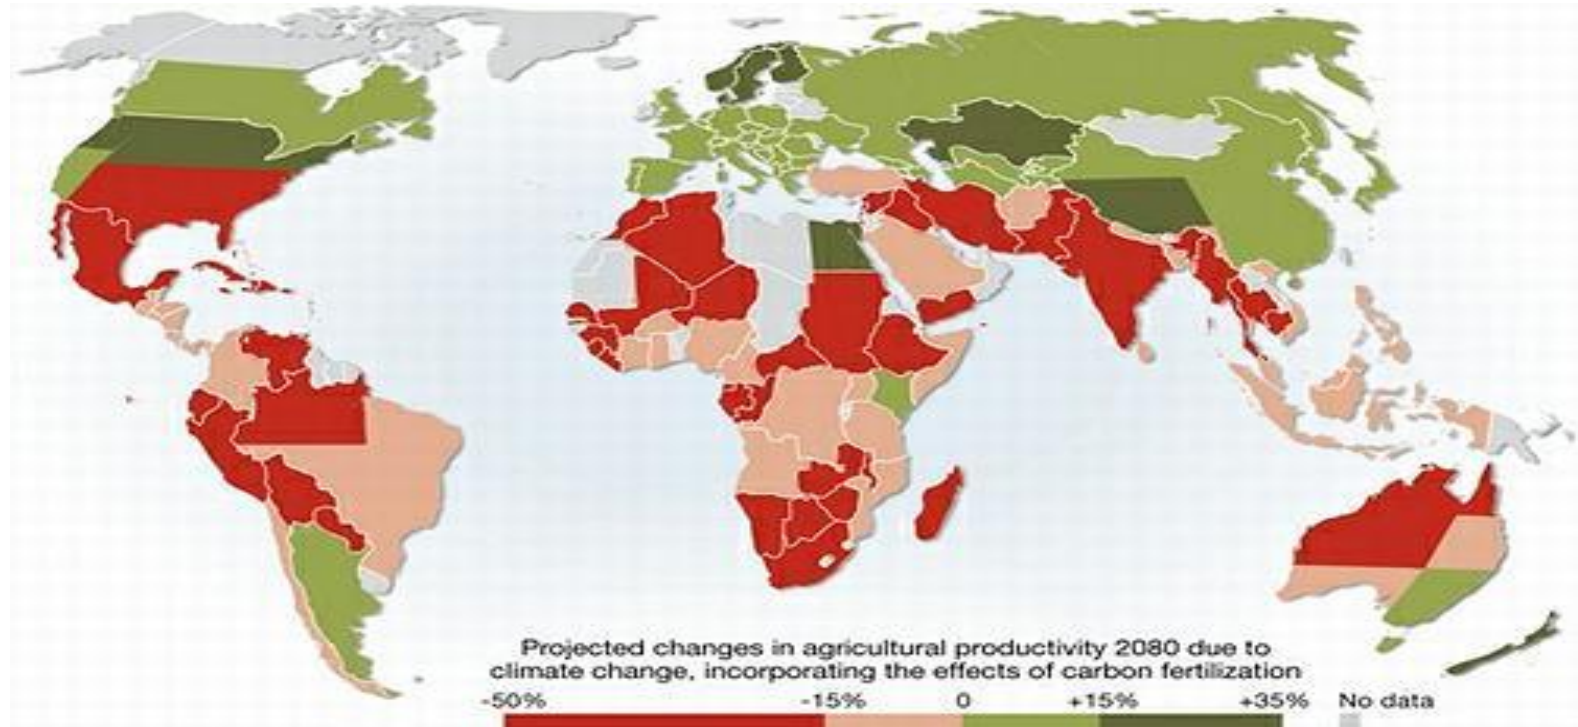 Projected changes in agricultural productivity 2080 due to
climate change, incorporating the effects of carbon fertilization
-50% -15% 0 +15% +35% No data